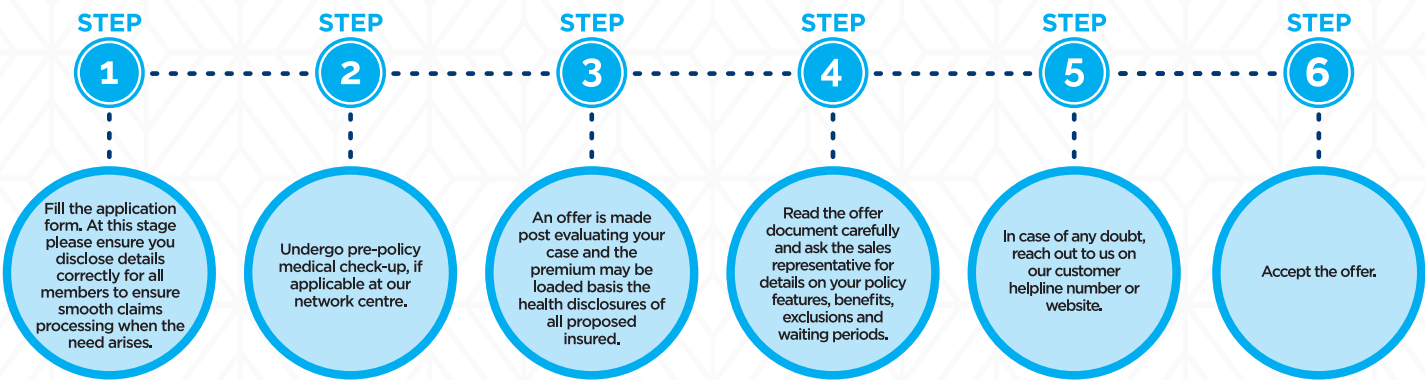 STEP
1
Fill the application
form. At this stage
please ensure you
disclose details
correctly for all
members to ensure
smooth claims
processing when the
need arises.
STEP
2
Undergo pre-policy
medical check-up, if
applicable at our
network centre.
STEP
3
An offer is made
post evaluating your
case and the
premium may be
loaded basis the
health disclosures of
all proposed
insured.
STEP
4
Read the offer
document carefully
and ask the sales
representative for
details on your policy
features, benefits,
exclusions and
waiting periods.
STEP
5
In case of any doubt,
reach out to us on
our customer
helpline number or
website.
STEP
6
Accept the offer.